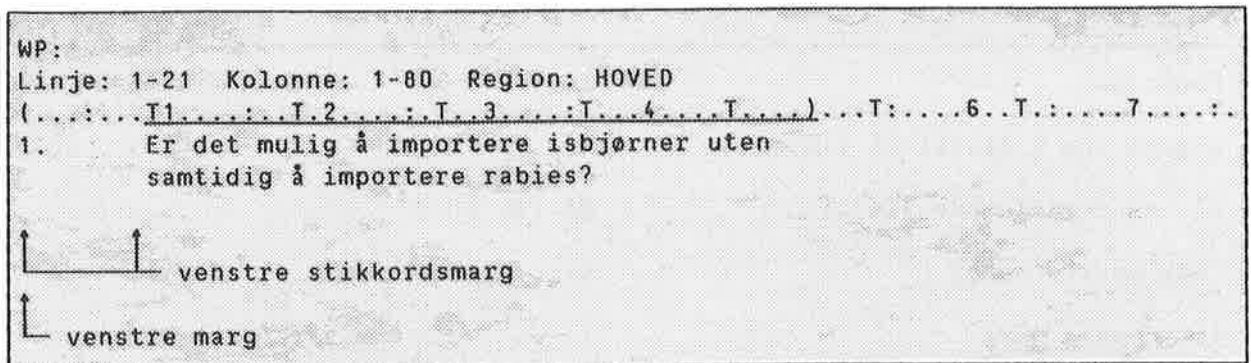 WP:
Linje: 1-21 Kolonne: 1-80 Region: HOVED
(...:...T1....:..T.2....:.T..3....:T...4....T....)...T:....6..T.:....7....:.
1. Er det mulig å importere isbjørner uten
samtidig å importere rabies?
venstre stikkordsmarg
venstre marg